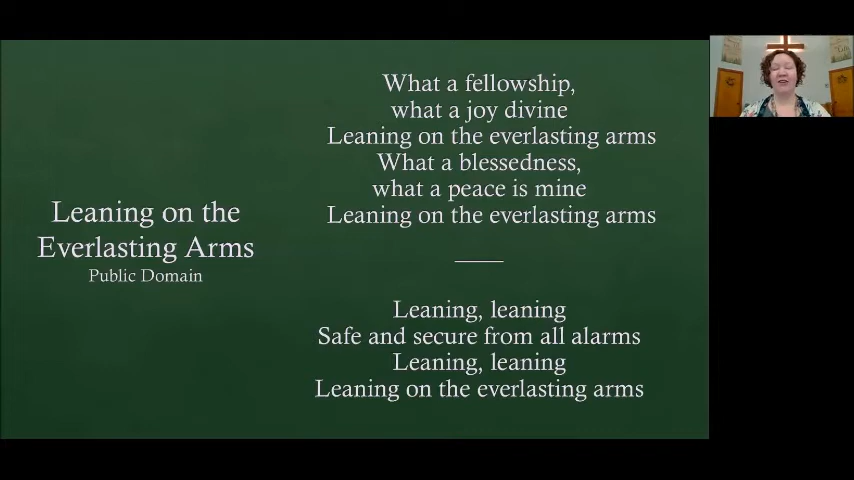 Leaning on the
Everlasting Arms
Public Domain
What a fellowship,
what a joy divine
Leaning on the everlasting arms
What a blessedness,
what a peace is mine
Leaning on the everlasting arms
Leaning, leaning
Safe and secure from all alarms
Leaning, leaning
Leaning on the everlasting arms